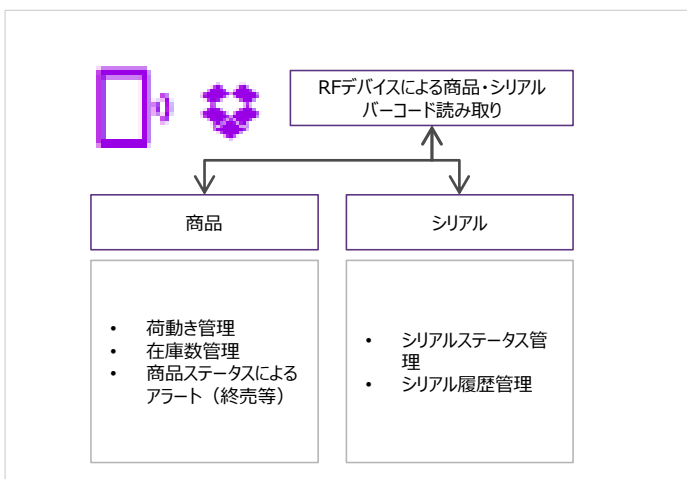 RFデバイスによる商品・シリアル
バーコード読み取り
商品
シリアル
• 荷動き管理
• 在庫数管理
• 商品ステータスによる
アラート（終売等）
• シリアルステータス管
理
• シリアル履歴管理